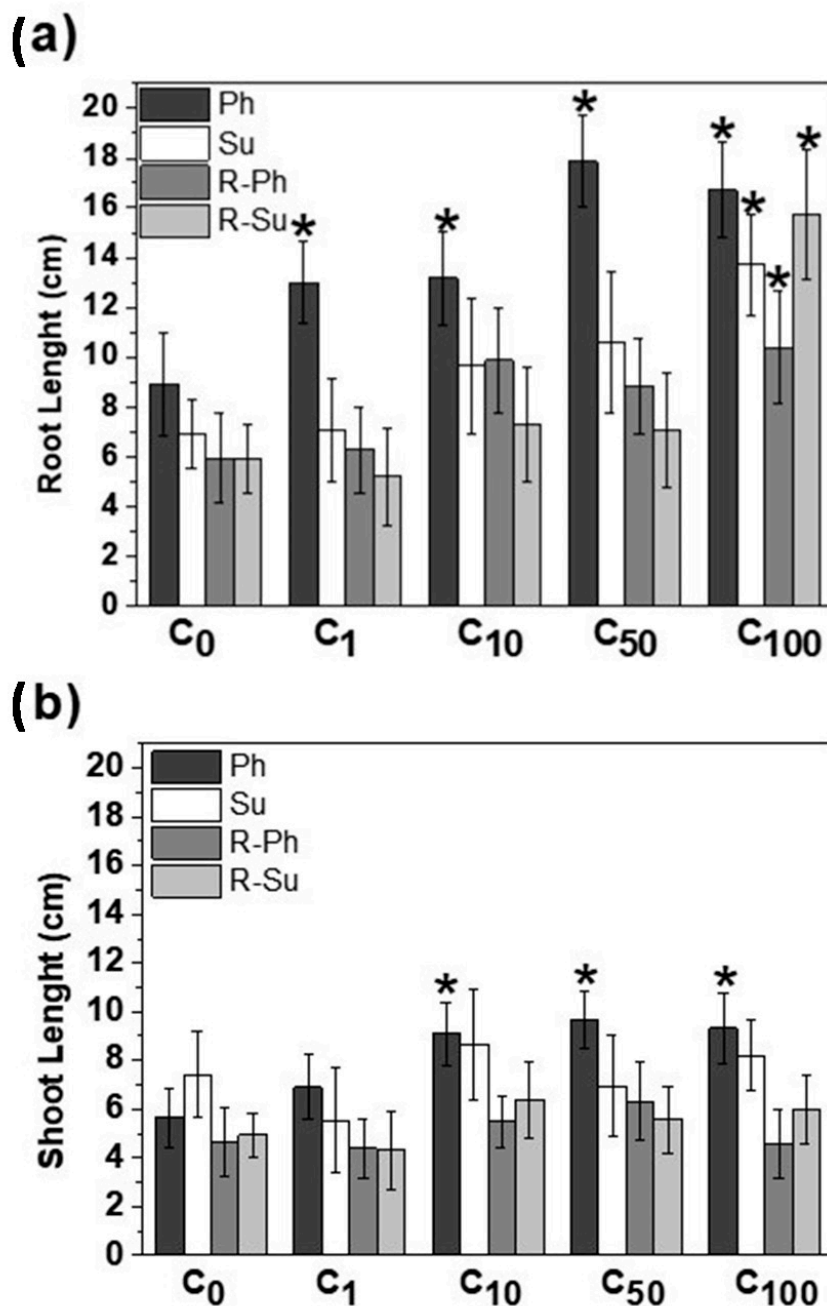 (a)
20
18
16
14
12
10
8
6
4
2
0
Root Lenght (cm)
Ph
Su
R-Ph
R-Su
*
*
*
*
*
*
*
C0 C1 C10 C50 C100
(b)
20
18
16
14
12
10
8
6
4
2
0
Shoot Lenght (cm)
Ph
Su
R-Ph
R-Su
*
*
*
C0 C1 C10 C50 C100